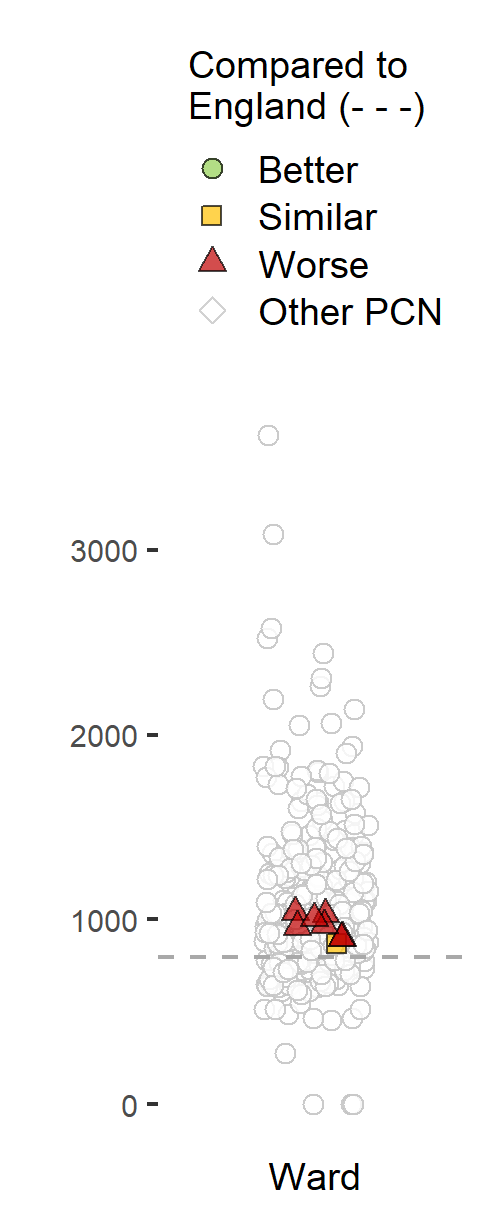 Compared to
England (- - -)
Better
Similar
Worse
Other PCN
3000
2000
1000
0
Ward